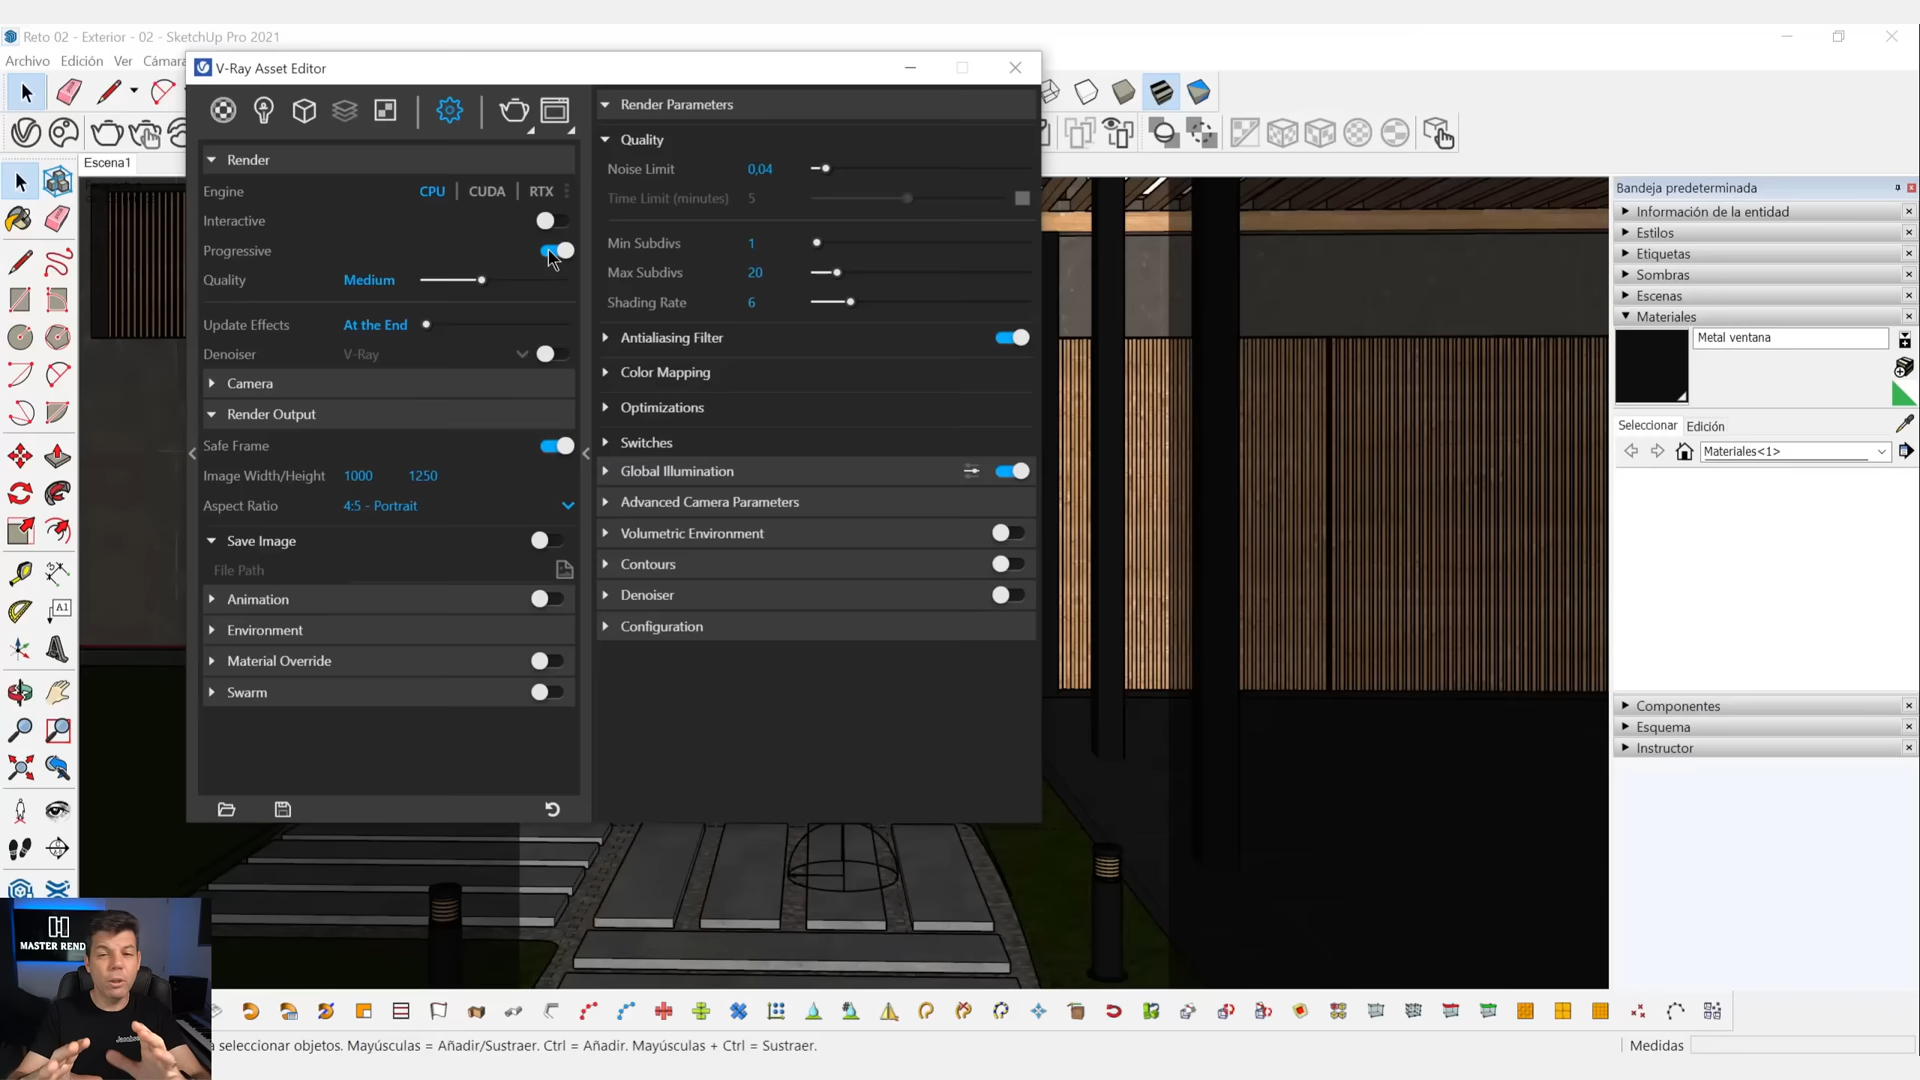 Reto 02 - Exterior - 02 - SketchUp Pro 2021
Archivo Edición Ver Cámara
Escena1
V-Ray Asset Editor
Render
Engine CPU | CUDA | RTX
Interactive
Progressive
Quality Medium
Update Effects At the End
Denoiser V-Ray
Camera
Render Output
Safe Frame
Image Width/Height 1000 1250
Aspect Ratio 4:5 - Portrait
Save Image
File Path
Animation
Environment
Material Override
Swarm
Render Parameters
Quality
Noise Limit 0,04
Time Limit (minutes) 5
Min Subdivs 1
Max Subdivs 20
Shading Rate 6
Antialiasing Filter
Color Mapping
Optimizations
Switches
Global Illumination
Advanced Camera Parameters
Volumetric Environment
Contours
Denoiser
Configuration
Bandeja predeterminada
Información de la entidad
Estilos
Etiquetas
Sombras
Escenas
Materiales
Metal ventana
Seleccionar Edición
Materiales<1>
Componentes
Esquema
Instructor
A1
MASTER REND
seleccionar objetos. Mayúsculas = Añadir/Sustraer. Ctrl = Añadir. Mayúsculas + Ctrl = Sustraer.
Medidas